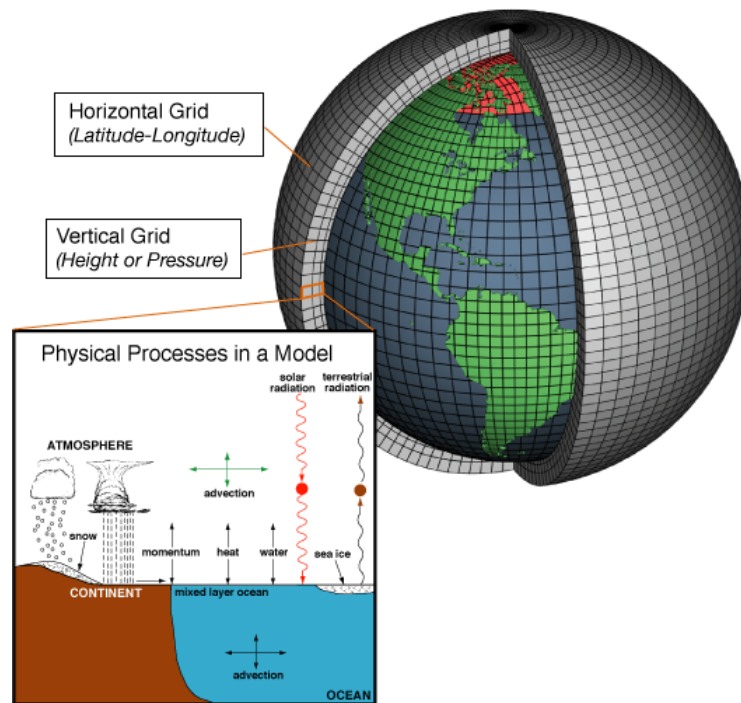 Horizontal Grid
(Latitude-Longitude)
Vertical Grid
(Height or Pressure)
Physical Processes in a Model
solar
radiation
terrestrial
radiation
ATMOSPHERE
advection
snow
momentum
heat
water
sea ice
CONTINENT
mixed layer ocean
advection
OCEAN